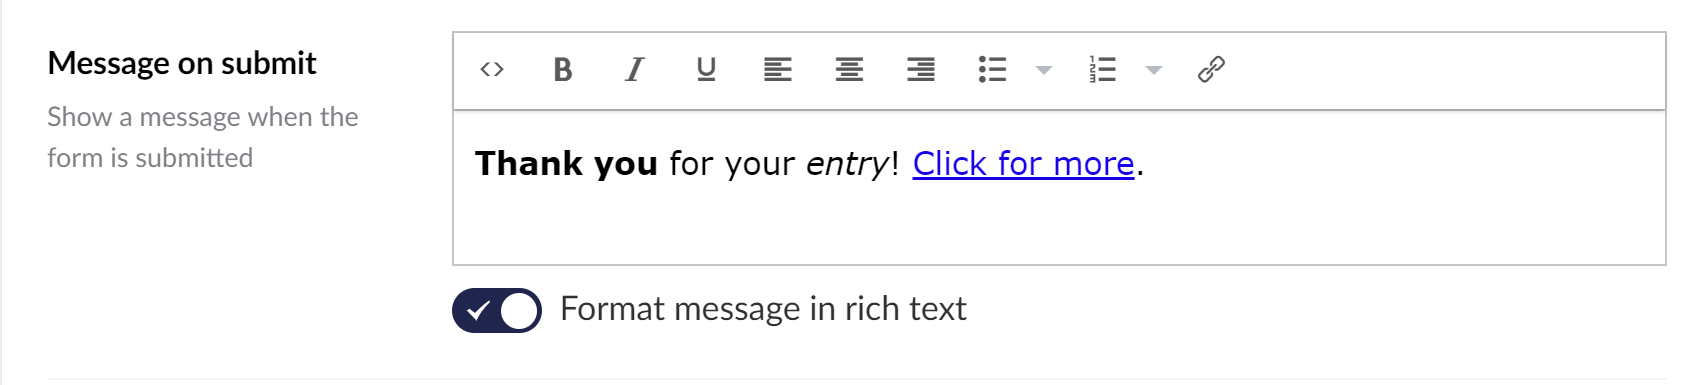 Message on submit
Show a message when the
form is submitted
<> B I U
Thank you for your entry! Click for more.
Format message in rich text